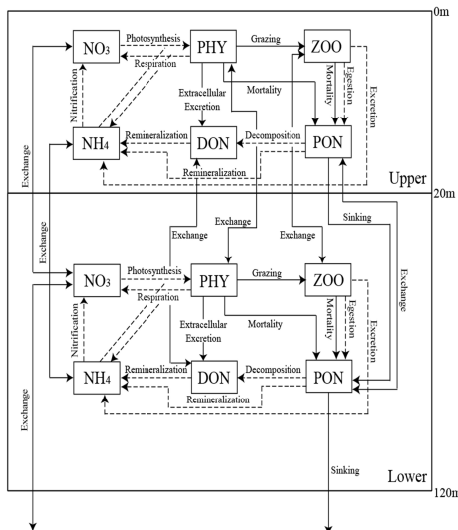 0m
NO3
Photosynthesis
PHY
Grazing
ZOO
Respiration
Nitrification
Extracellular
Excretion
Mortality
Mortality
Egestion
Excretion
NH4
Remineralization
DON
Decomposition
PON
Remineralization
Upper
Exchange
20m
Sinking
Exchange
Exchange
Exchange
Exchange
Exchange
NO3
Photosynthesis
PHY
Grazing
ZOO
Respiration
Nitrification
Extracellular
Excretion
Mortality
Mortality
Egestion
Excretion
NH4
Remiaeralization
DON
Decomposition
PON
Remineralization
Exchange
Sinking
Lower
120m